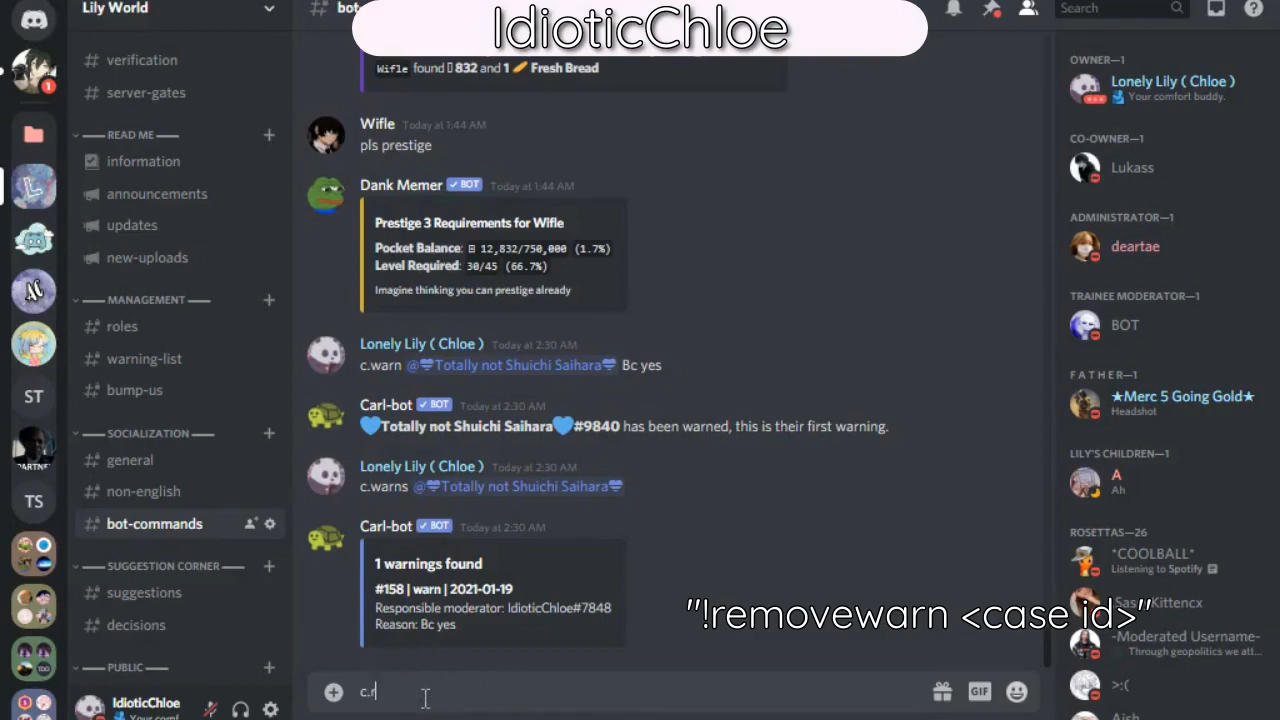 Lily World
bot
IdioticChloe
Search
verification
server-gates
READ ME
information
announcements
updates
new-uploads
MANAGEMENT
roles
warning-list
bump-us
SOCIALIZATION
general
non-english
bot-commands
SUGGESTION CORNER
suggestions
decisions
PUBLIC
IdioticChloe
ST
TS
1
Wifle found 832 and 1 Fresh Bread
Wifle Today at 1:44 AM
pls prestige
Dank Memer BOT Today at 1:44 AM
Prestige 3 Requirements for Wifle
Pocket Balance: 12,832/750,000 (1.7%)
Level Required: 30/45 (66.7%)
Imagine thinking you can prestige already
Lonely Lily ( Chloe ) Today at 2:30 AM
c.warn @💙Totally not Shuichi Saihara💙 Bc yes
Carl-bot BOT Today at 2:30 AM
💙Totally not Shuichi Saihara💙#9840 has been warned, this is their first warning.
Lonely Lily ( Chloe ) Today at 2:30 AM
c.warns @💙Totally not Shuichi Saihara💙
Carl-bot BOT Today at 2:30 AM
1 warnings found
#158 | warn | 2021-01-19
Responsible moderator: IdioticChloe#7848
Reason: Bc yes
"!removewarn <case id>"
c.r
GIF
OWNER—1
Lonely Lily ( Chloe )
Your comfort buddy.
CO-OWNER—1
Lukass
ADMINISTRATOR—1
deartae
TRAINEE MODERATOR—1
BOT
F A T H E R—1
★Merc 5 Going Gold★
Headshot
LILY'S CHILDREN—1
A
Ah
ROSETTAS—26
*COOLBALL*
Listening to Spotify
Kittencx
-Moderated Username-
Through geopolitics we att...
>:(
Aish